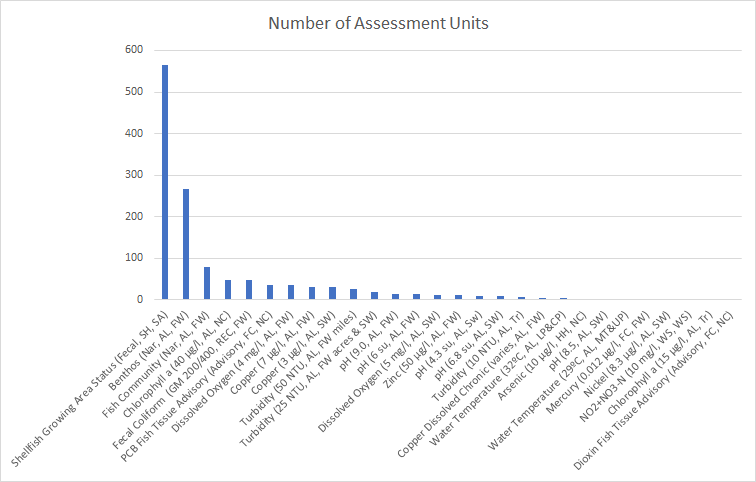 Number of Assessment Units
600
500
400
300
200
100
0
Shellfish Growing Area Status (Fecal, SH, SA)
Benthos (Nar, AL, FW)
Fish Community (Nar, AL, FW)
Chlorophyll a (40 µg/l, AL, NC)
Fecal Coliform (GM 200/400, REC, FW)
PCB Fish Tissue Advisory (Advisory, FC, NC)
Dissolved Oxygen (4 mg/l, AL, FW)
Copper (7 µg/l, AL, FW)
Copper (3 µg/l, AL, SW)
Turbidity (50 NTU, AL, FW miles)
Turbidity (25 NTU, AL, FW acres & SW)
pH (9.0, AL, FW)
pH (6 su, AL, FW)
Dissolved Oxygen (5 mg/l, AL, SW)
Zinc (50 µg/l, AL, FW)
pH (4.3 su, AL, Sw)
pH (6.8 su, AL, SW)
Turbidity (10 NTU, AL, Tr)
Copper Dissolved Chronic (varies, AL, FW)
Water Temperature (32ºC, AL, LP&CP)
Arsenic (10 µg/l, HH, NC)
pH (8.5, AL, SW)
Water Temperature (29ºC, AL, MT&UP)
Mercury (0.012 µg/l, FC, FW)
Nickel (8.3 µg/l, AL, SW)
NO2+NO3-N (10 mg/l, WS, WS)
Chlorophyll a (15 µg/l, AL, Tr)
Dioxin Fish Tissue Advisory (Advisory, FC, NC)